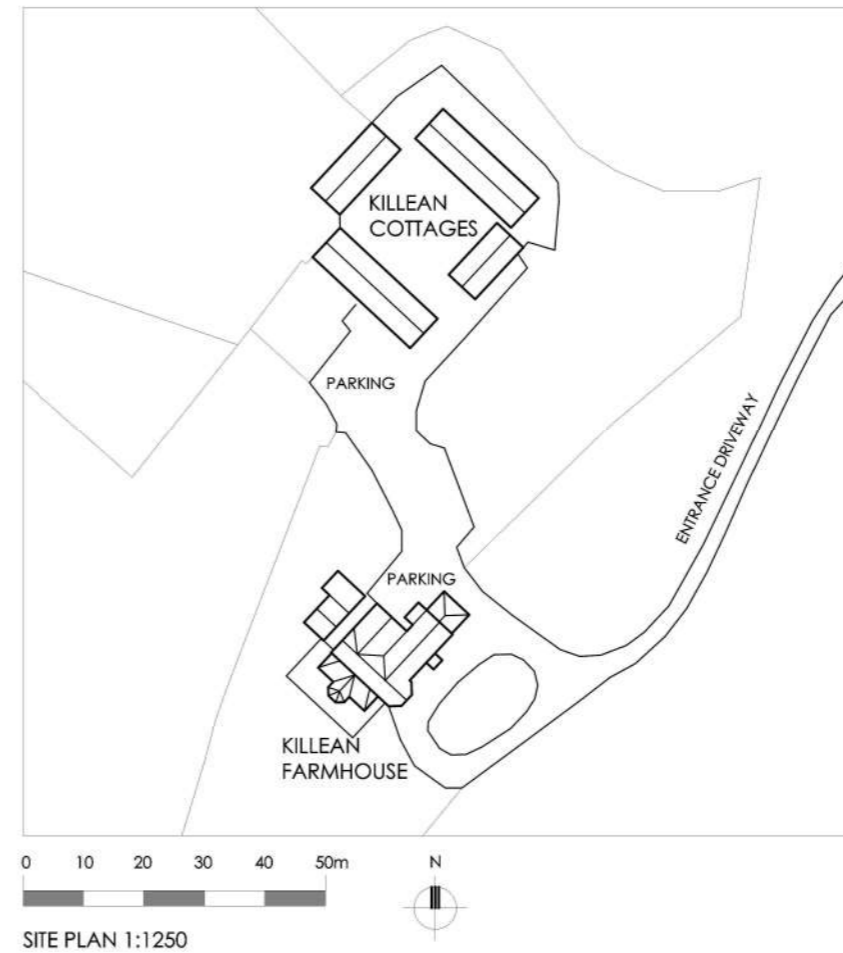 KILLEAN
COTTAGES
PARKING
ENTRANCE DRIVEWAY
PARKING
KILLEAN
FARMHOUSE
0 10 20 30 40 50m
N
SITE PLAN 1:1250